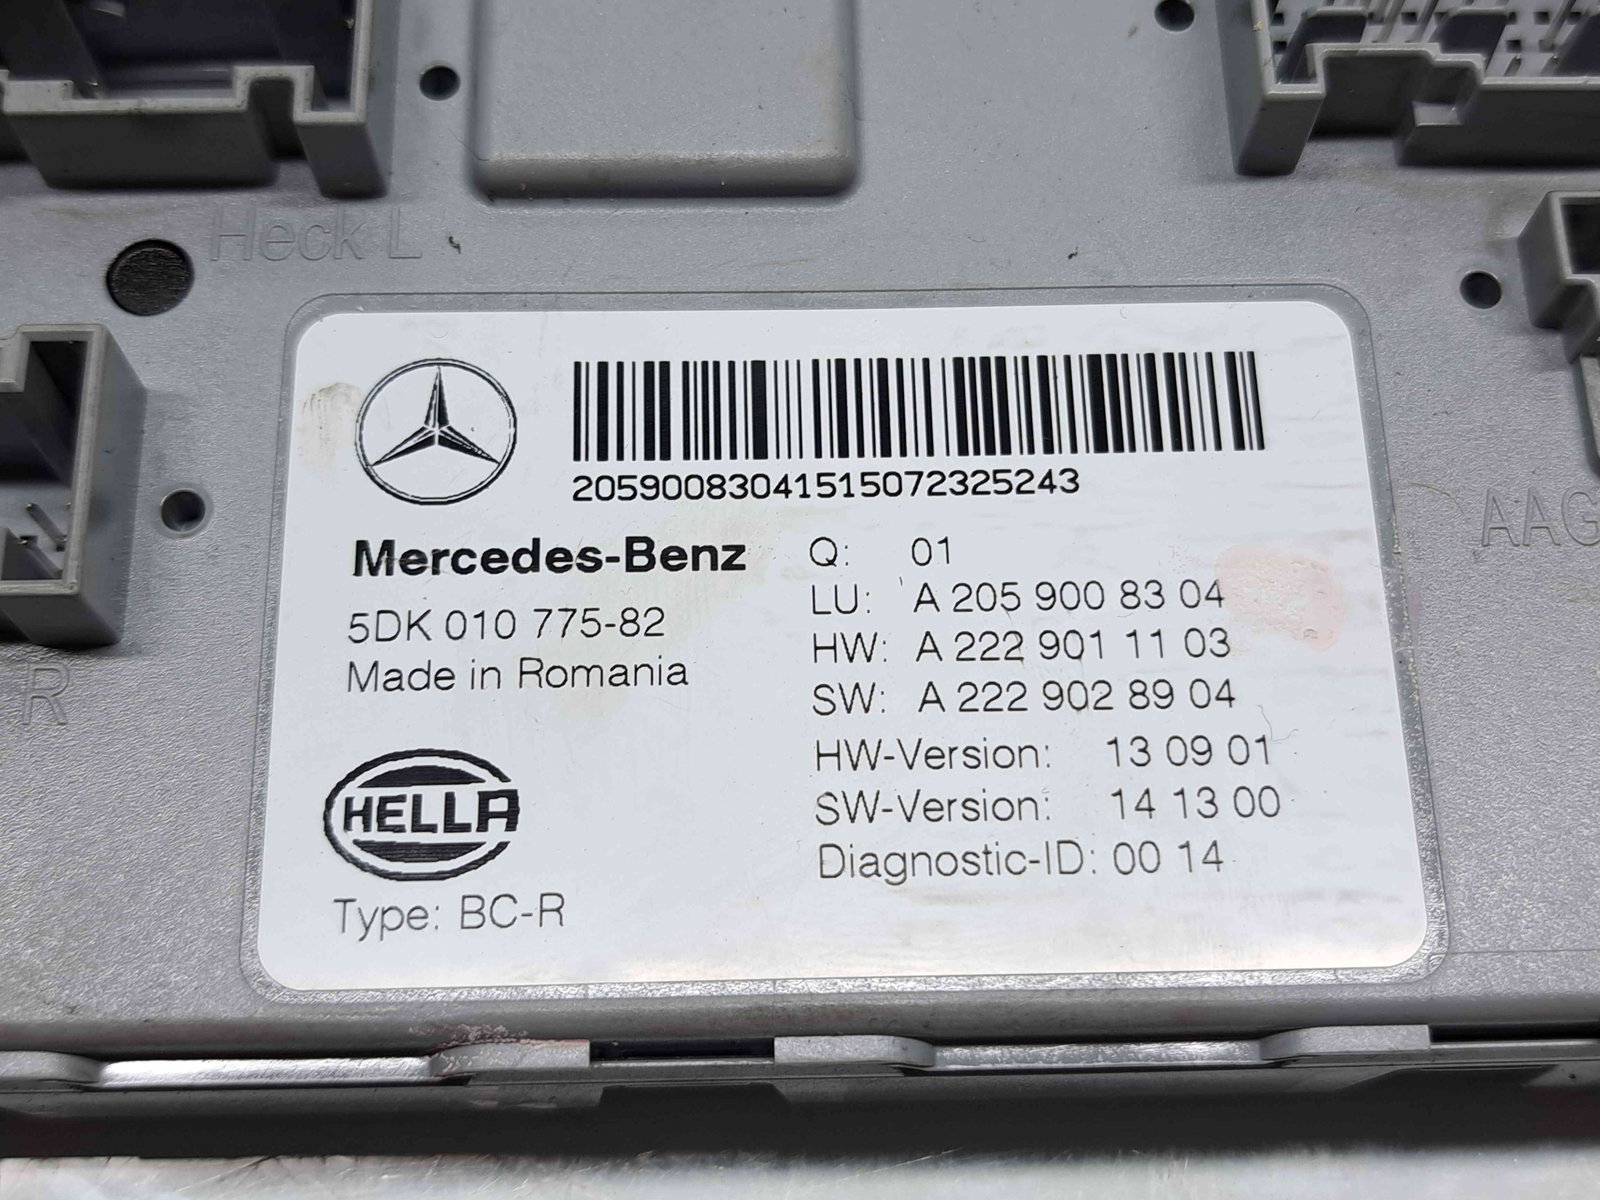 Heck L
20590083041515072325243
Mercedes-Benz
5DK 010 775-82
Made in Romania
Q: 01
LU: A 205 900 83 04
HW: A 222 901 11 03
SW: A 222 902 89 04
HW-Version: 13 09 01
SW-Version: 14 13 00
Diagnostic-ID: 00 14
HELLA
Type: BC-R
R
AAG